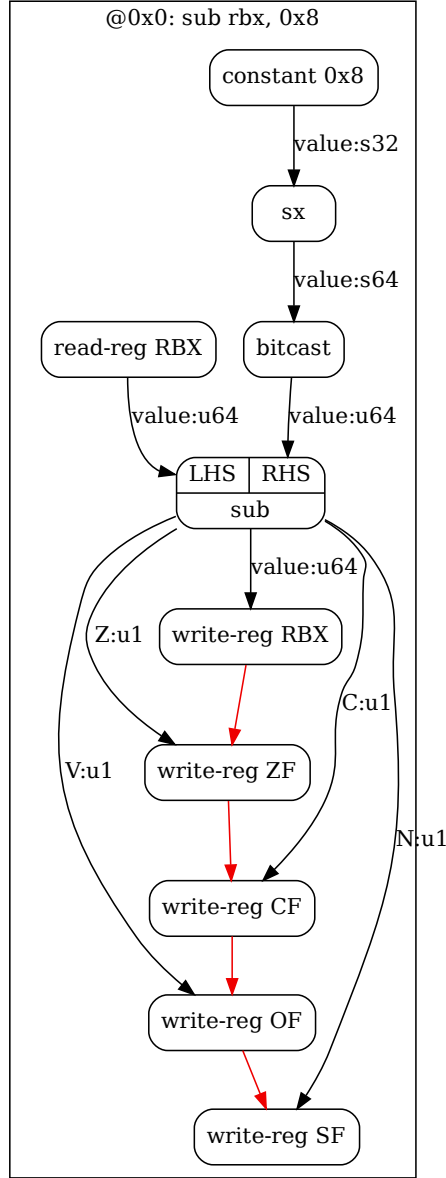 @0x0: sub rbx, 0x8
constant 0x8
value:s32
sx
value:s64
read-reg RBX
bitcast
value:u64
value:u64
LHS
RHS
sub
value:u64
write-reg RBX
Z:u1
C:u1
write-reg ZF
V:u1
N:u1
write-reg CF
write-reg OF
write-reg SF